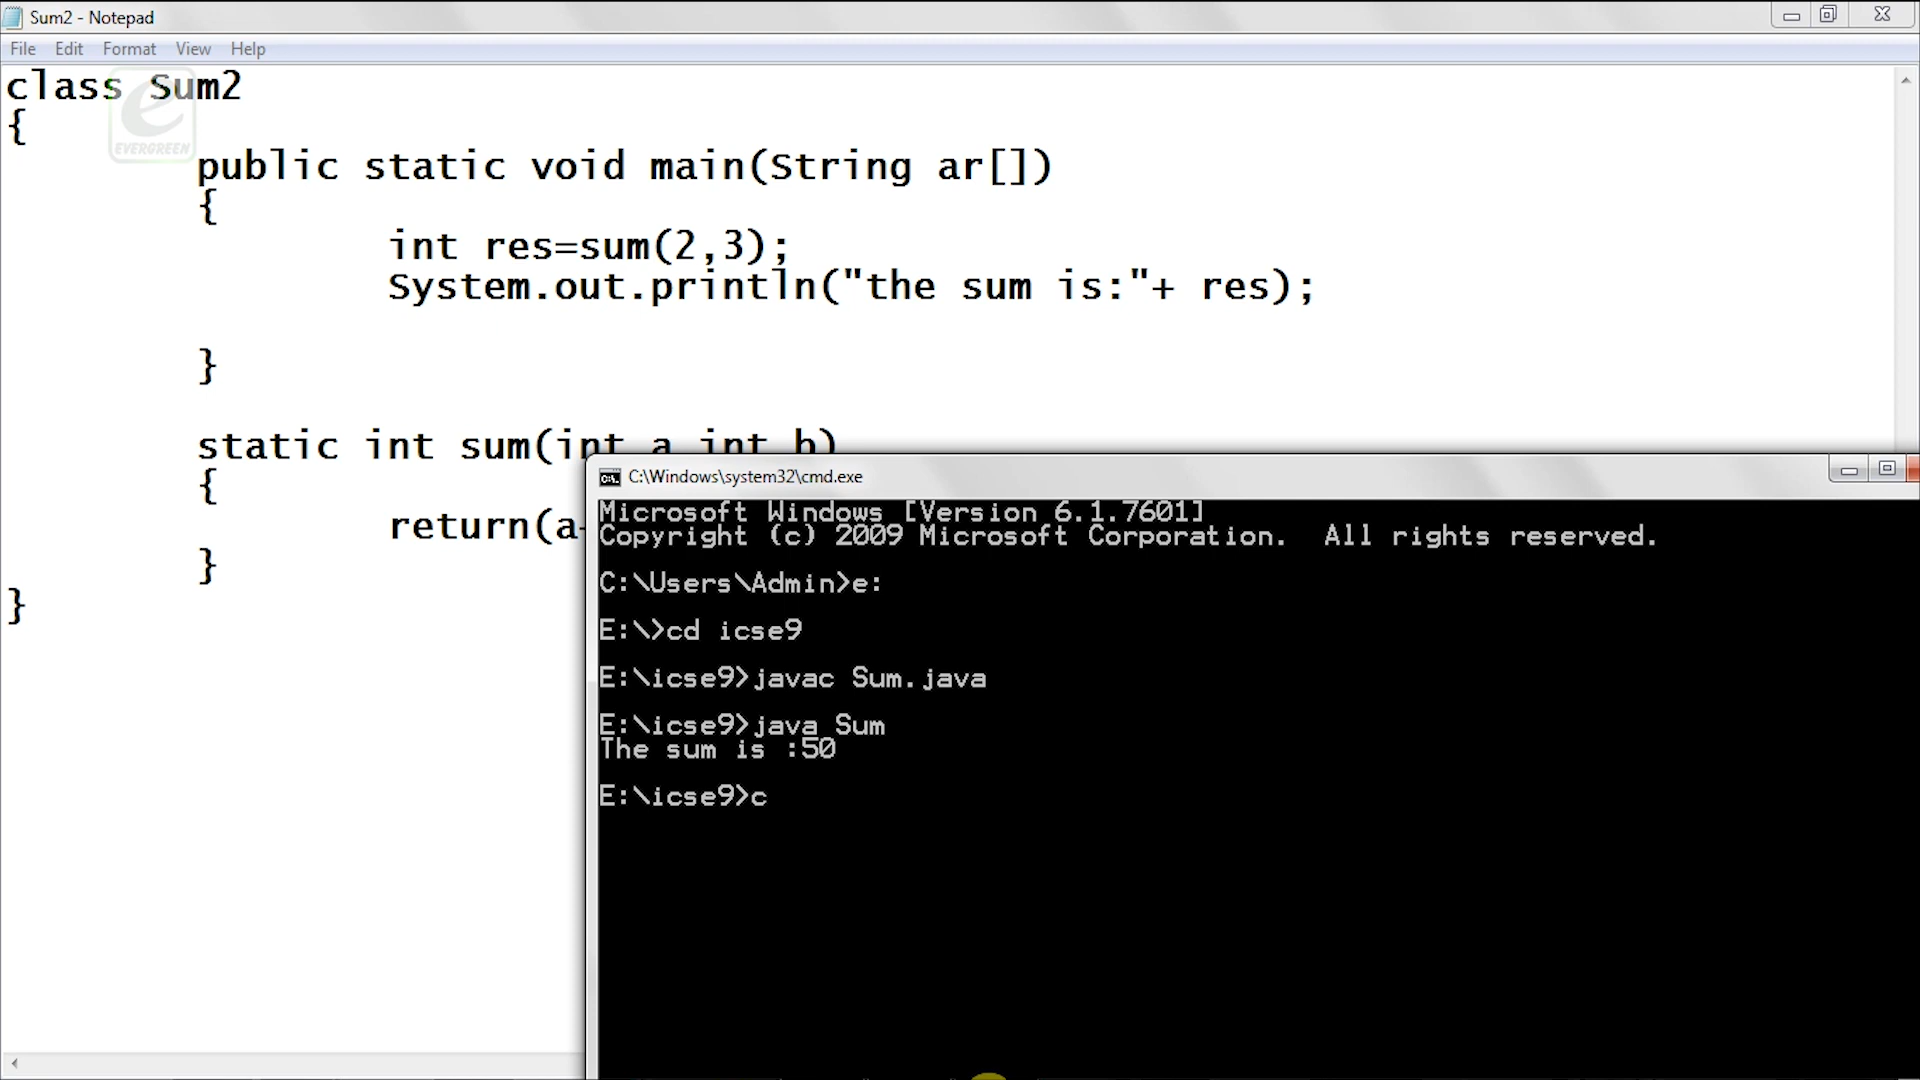 Sum2 - Notepad
File Edit Format View Help
class Sum2
{
public static void main(String ar[])
{
int res=sum(2,3);
System.out.println("the sum is:"+ res);
}
static int sum(int a,int b)
{
return(a
}
}
e
EVERGREEN
C:\Windows\system32\cmd.exe
Microsoft Windows [Version 6.1.7601]
Copyright (c) 2009 Microsoft Corporation. All rights reserved.
C:\Users\Admin>e:
E:\>cd icse9
E:\icse9>javac Sum.java
E:\icse9>java Sum
The sum is :50
E:\icse9>c